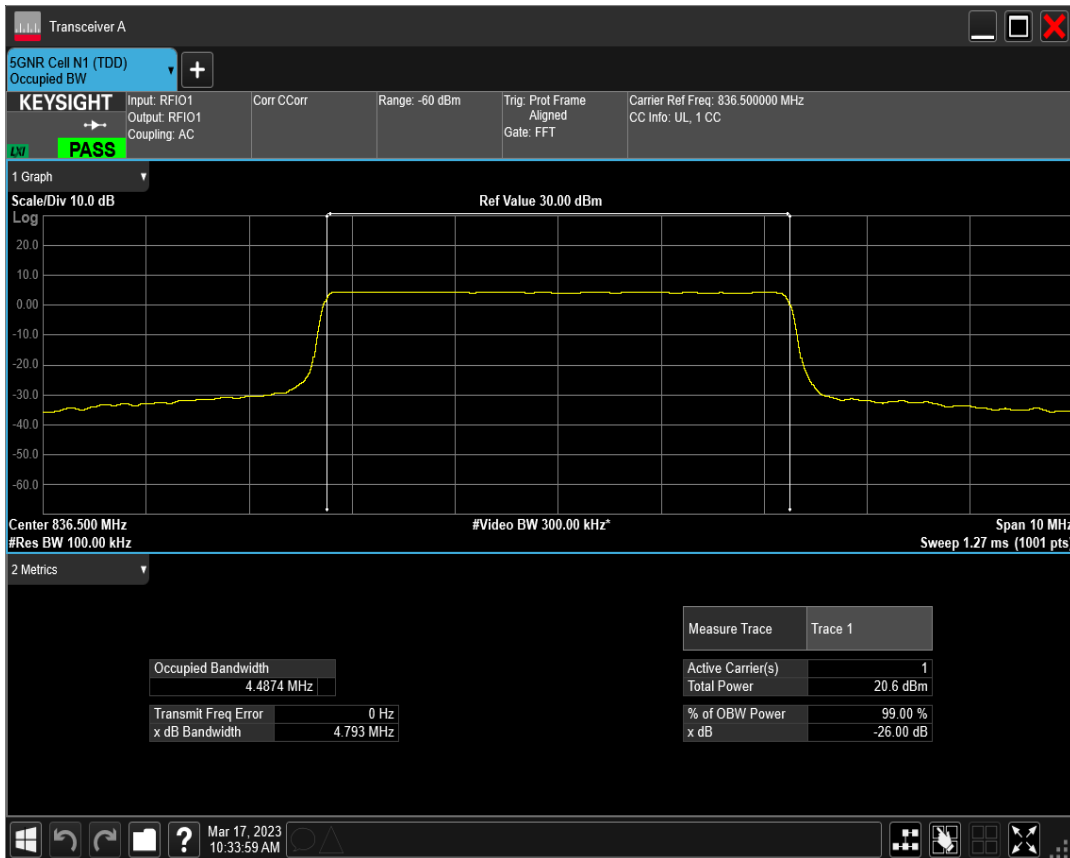 Transceiver A
5GNR Cell N1 (TDD)
Occupied BW
+
KEYSIGHT
LXI
PASS
Input: RFIO1
Output: RFIO1
Coupling: AC
Corr CCorr
Range: -60 dBm
Trig: Prot Frame
Aligned
Gate: FFT
Carrier Ref Freq: 836.500000 MHz
CC Info: UL, 1 CC
1 Graph
Scale/Div 10.0 dB
Ref Value 30.00 dBm
Log
20.0
10.0
0.00
-10.0
-20.0
-30.0
-40.0
-50.0
-60.0
Center 836.500 MHz
#Video BW 300.00 kHz*
Span 10 MHz
#Res BW 100.00 kHz
Sweep 1.27 ms (1001 pts)
2 Metrics
Measure Trace Trace 1
Occupied Bandwidth
4.4874 MHz
Transmit Freq Error 0 Hz
x dB Bandwidth 4.793 MHz
Active Carrier(s) 1
Total Power 20.6 dBm
% of OBW Power 99.00 %
x dB -26.00 dB
?
Mar 17, 2023
10:33:59 AM